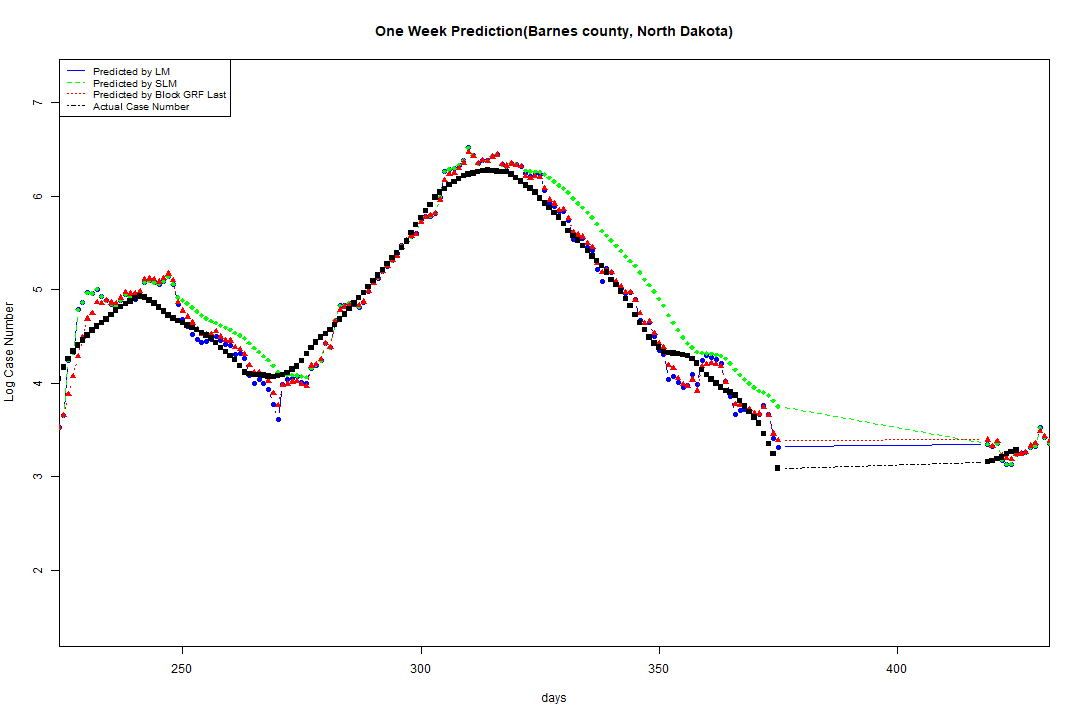 One Week Prediction(Barnes county, North Dakota)
Predicted by LM
Predicted by SLM
Predicted by Block GRF Last
Actual Case Number
7
6
5
4
3
2
Log Case Number
250 300 350 400
days